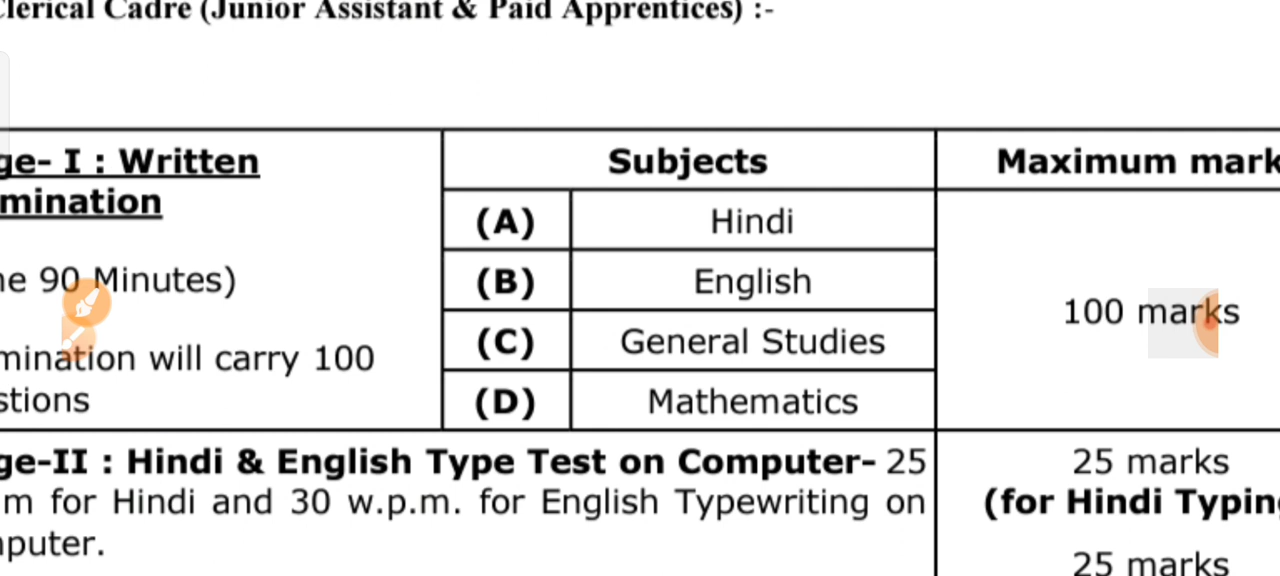 Clerical Cadre (Junior Assistant & Paid Apprentices) :-
ge- I : Written
mination
Subjects
Maximum mark
(A) Hindi
(B) English
(C) General Studies
(D) Mathematics
ne 90 Minutes)
100 marks
mination will carry 100
stions
ge-II : Hindi & English Type Test on Computer- 25
m for Hindi and 30 w.p.m. for English Typewriting on
puter.
25 marks
(for Hindi Typing
25 marks